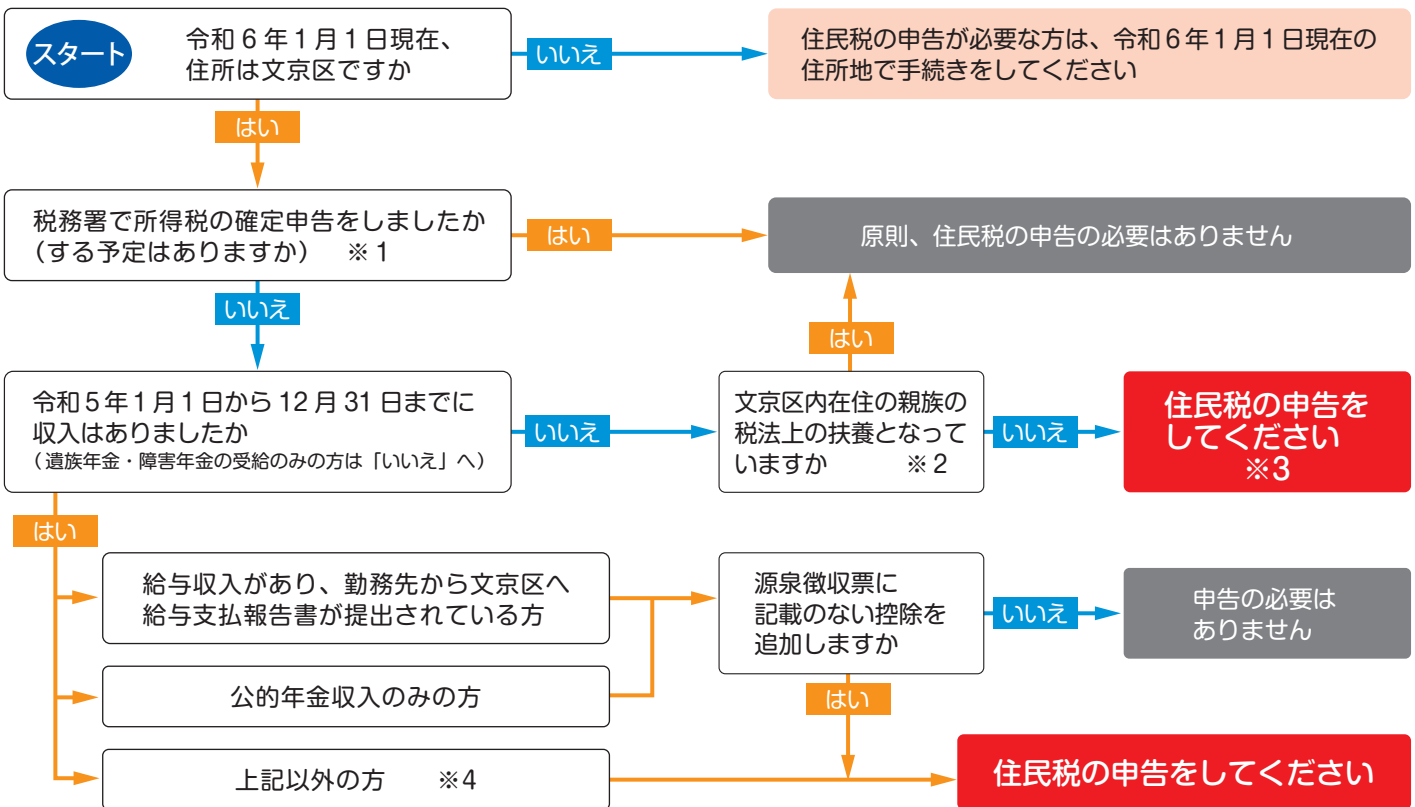 スタート
令和6年1月1日現在、
住所は文京区ですか
いいえ
住民税の申告が必要な方は、令和6年1月1日現在の
住所地で手続きをしてください
はい
税務署で所得税の確定申告をしましたか
（する予定はありますか）　※1
はい
原則、住民税の申告の必要はありません
いいえ
はい
令和5年1月1日から12月31日までに
収入はありましたか
（遺族年金・障害年金の受給のみの方は「いいえ」へ）
いいえ
文京区内在住の親族の
税法上の扶養となって
いますか　※2
いいえ
住民税の申告を
してください
※3
はい
給与収入があり、勤務先から文京区へ
給与支払報告書が提出されている方
源泉徴収票に
記載のない控除を
追加しますか
いいえ
申告の必要は
ありません
公的年金収入のみの方
はい
上記以外の方　※4
住民税の申告をしてください